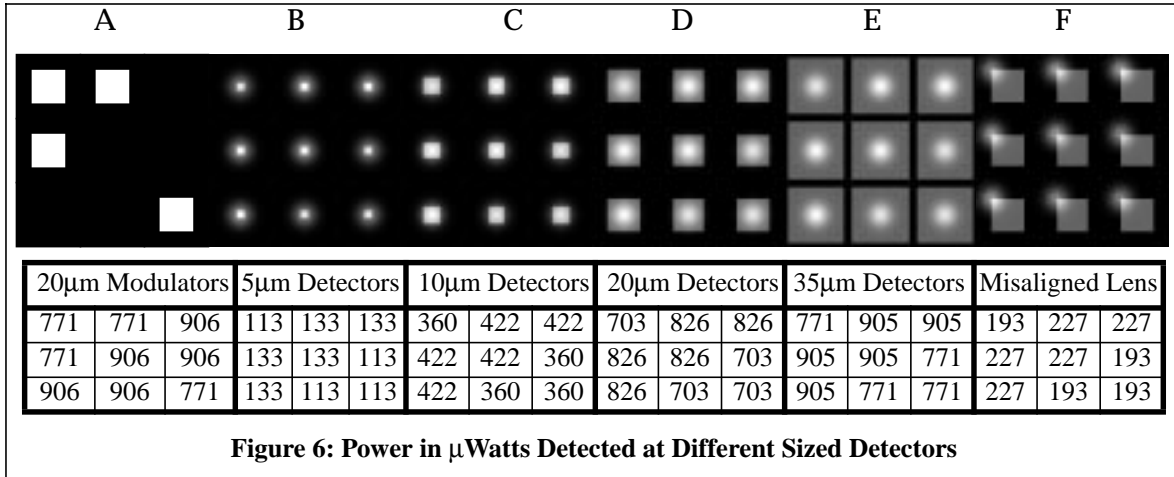 A B C D E F
20μm Modulators 5μm Detectors 10μm Detectors 20μm Detectors 35μm Detectors Misaligned Lens
771 771 906 113 133 133 360 422 422 703 826 826 771 905 905 193 227 227
771 906 906 133 133 113 422 422 360 826 826 703 905 905 771 227 227 193
906 906 771 133 113 113 422 360 360 826 703 703 905 771 771 227 193 193
Figure 6: Power in μWatts Detected at Different Sized Detectors